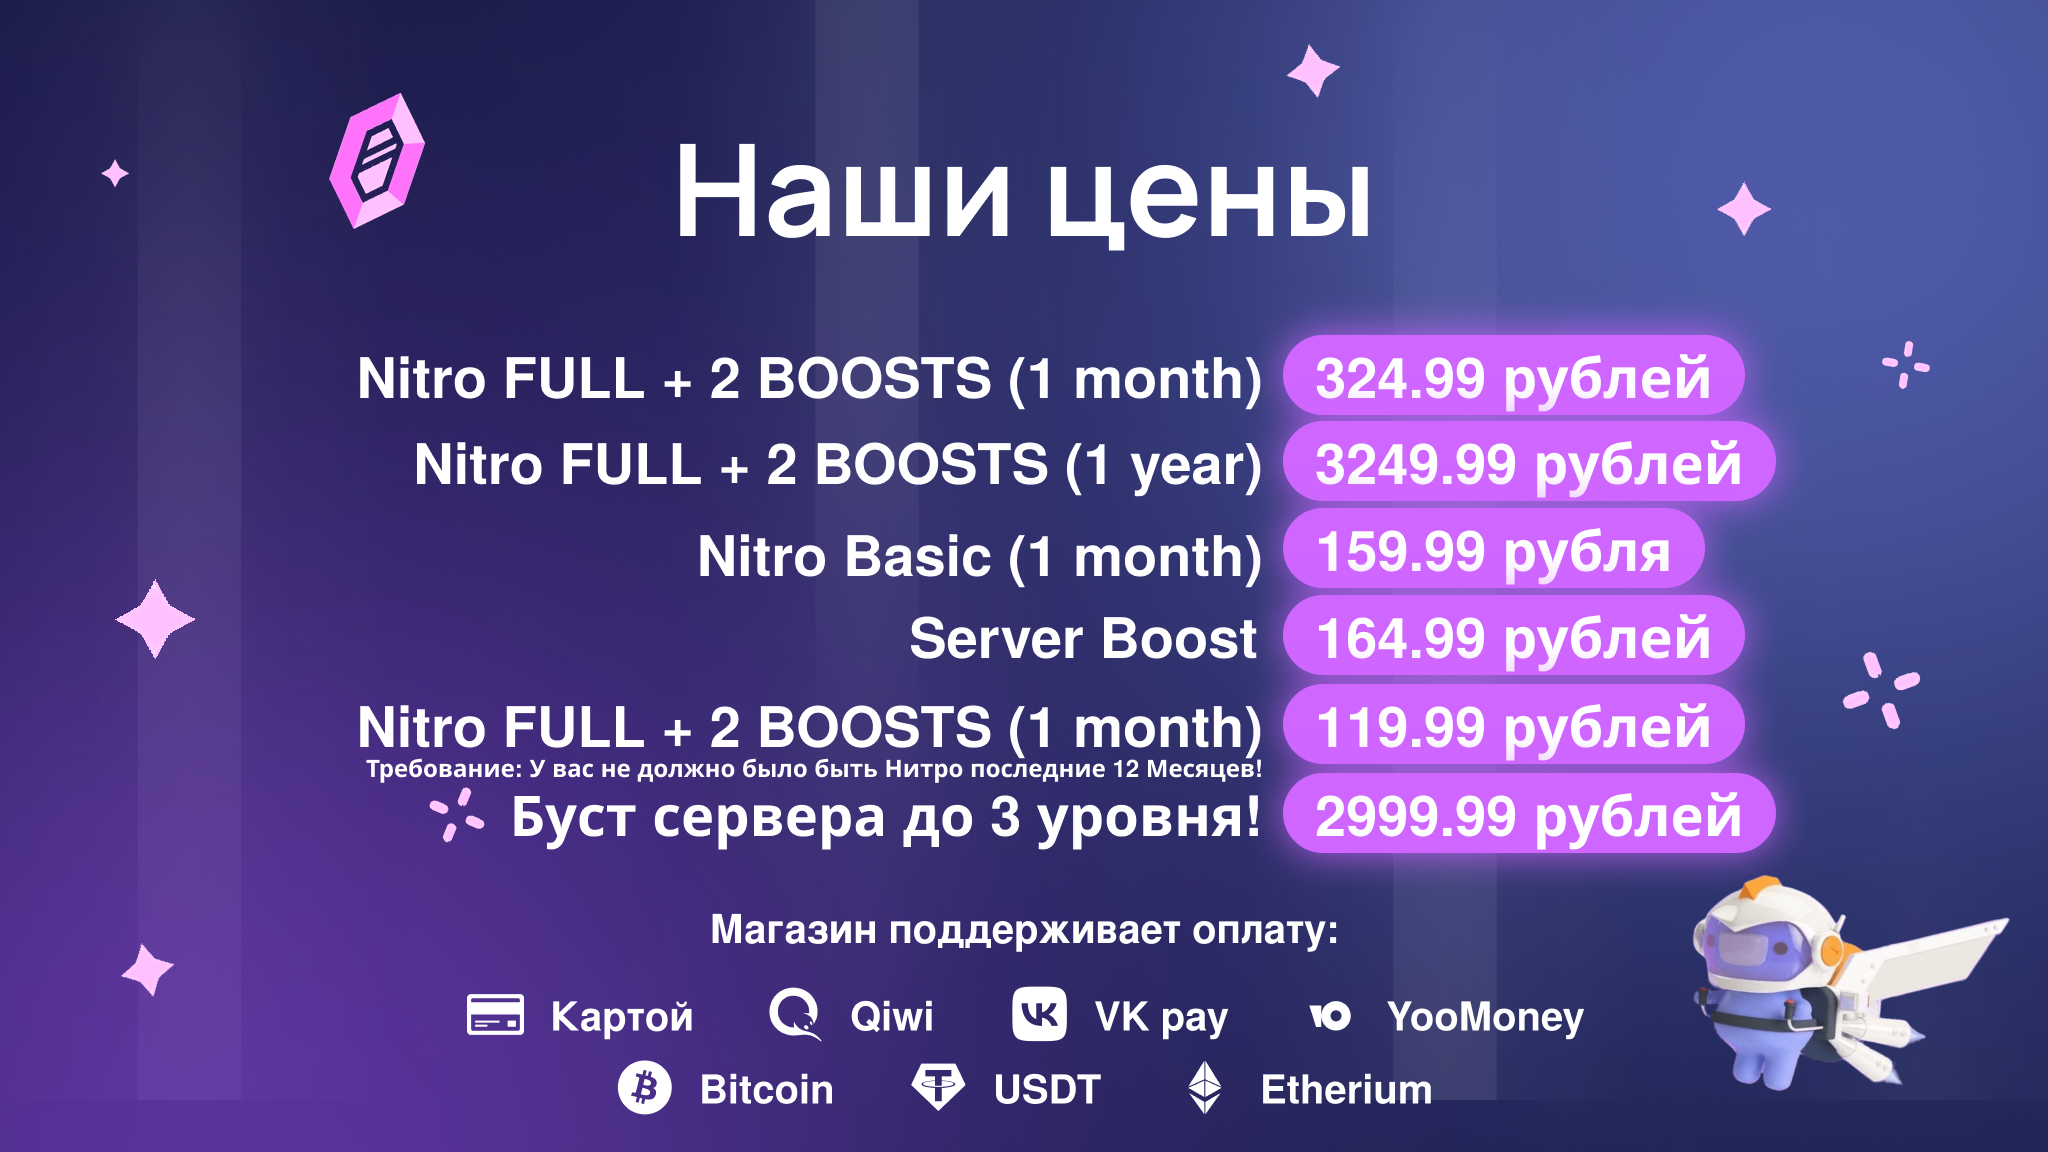 Наши цены
Nitro FULL + 2 BOOSTS (1 month) 324.99 рублей
Nitro FULL + 2 BOOSTS (1 year) 3249.99 рублей
Nitro Basic (1 month) 159.99 рубля
Server Boost 164.99 рублей
Nitro FULL + 2 BOOSTS (1 month) 119.99 рублей
Требование: У вас не должно было быть Нитро последние 12 Месяцев!
Буст сервера до 3 уровня! 2999.99 рублей
Магазин поддерживает оплату:
Картой Qiwi VK pay YooMoney
Bitcoin USDT Etherium